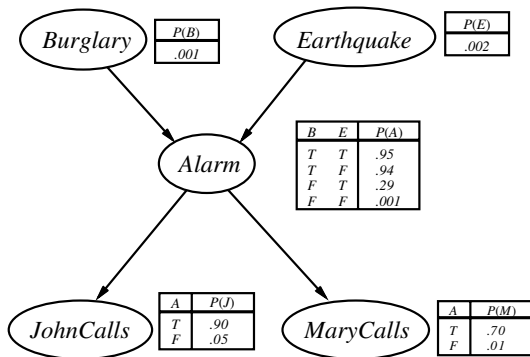 Burglary
P(B)
.001
Earthquake
P(E)
.002
Alarm
B E P(A)
T T .95
T F .94
F T .29
F F .001
JohnCalls
A P(J)
T .90
F .05
MaryCalls
A P(M)
T .70
F .01